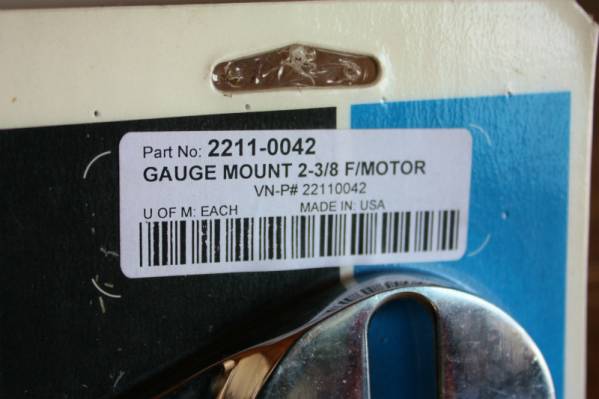 Part No: 2211-0042
GAUGE MOUNT 2-3/8 F/MOTOR
VN-P# 22110042
U OF M: EACH MADE IN: USA